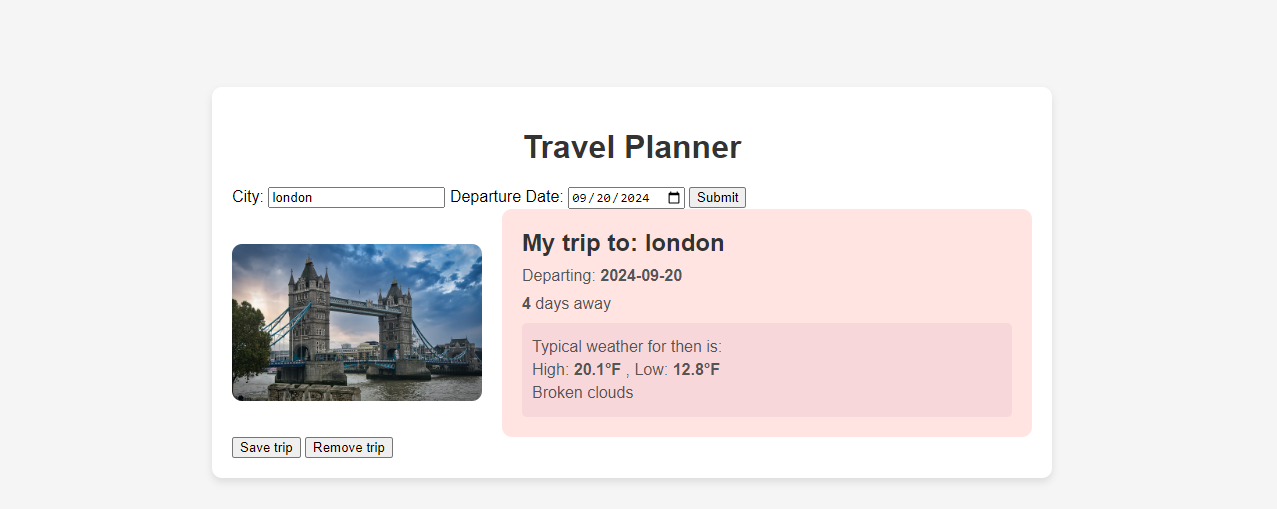 Travel Planner
City: london Departure Date: 09/20/2024 Submit
My trip to: london
Departing: 2024-09-20
4 days away
Typical weather for then is:
High: 20.1°F , Low: 12.8°F
Broken clouds
Save trip Remove trip